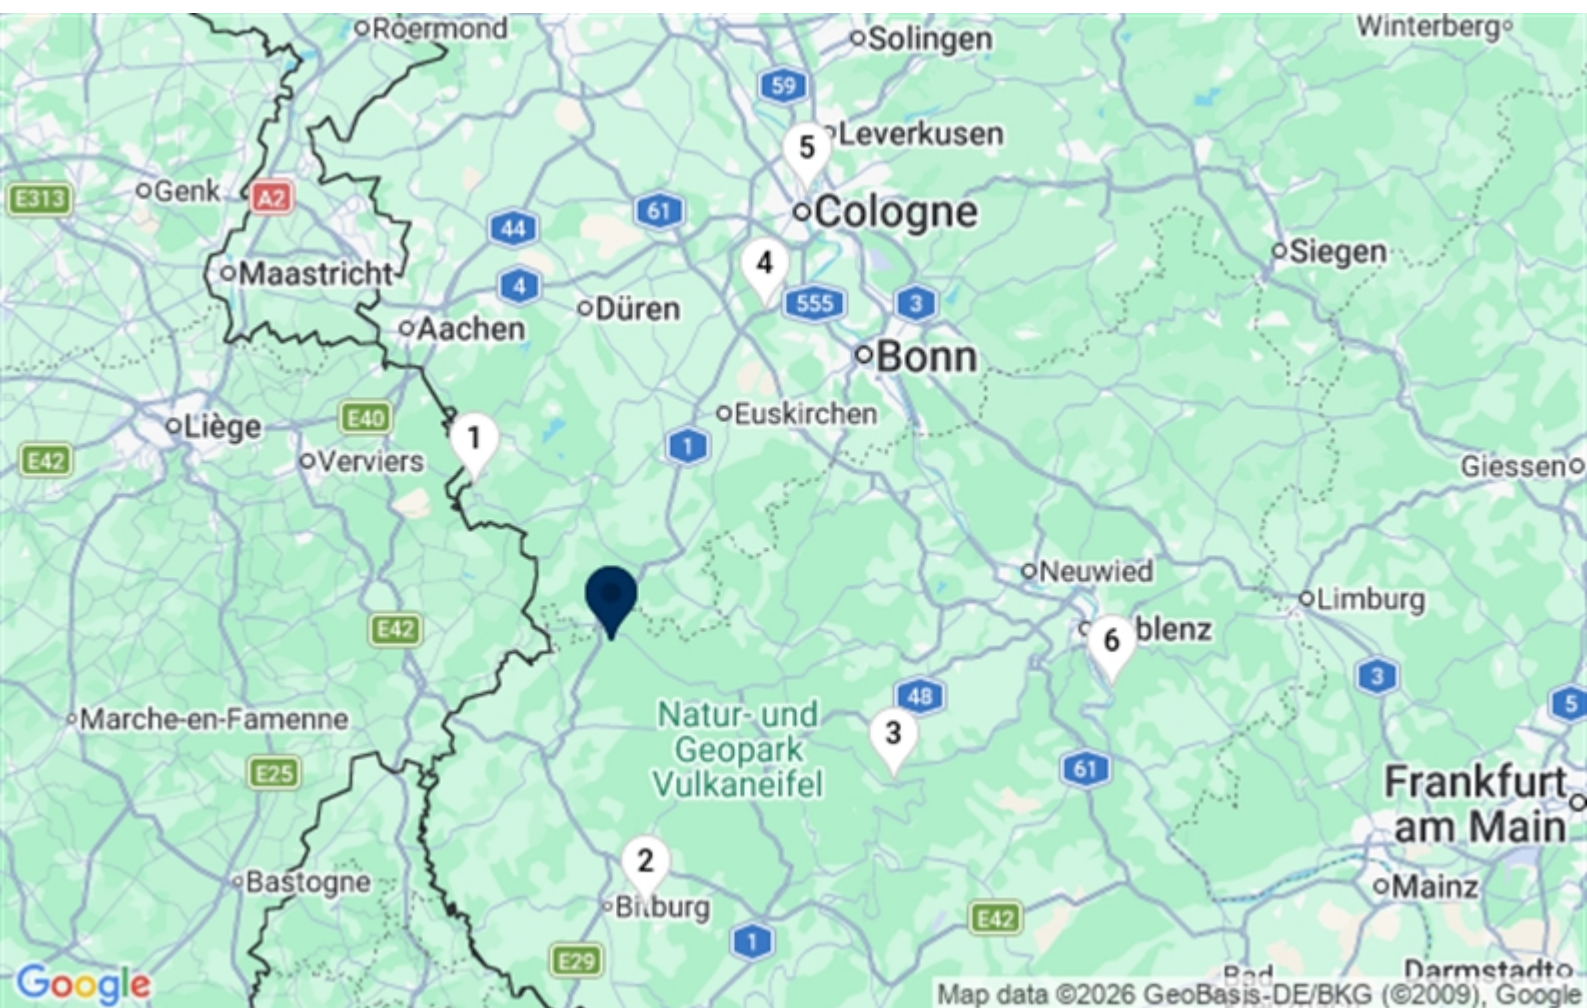 Roermond
Solingen
Winterberg
59
Leverkusen
5
E313
Genk
A2
61
Cologne
44
4
Siegen
Maastricht
4
555
3
Düren
Aachen
Bonn
E40
Euskirchen
Liège
1
1
E42
Verviers
Giessen
Neuwied
Limburg
E42
6
blenz
3
48
5
Marche-en-Famenne
Natur- und
Geopark
Vulkaneifel
3
E25
61
Frankfurt
am Main
2
Bastogne
Mainz
Bitburg
E42
1
E29
Bad
Darmstadt
Google
Map data ©2026 GeoBasis-DE/BKG (©2009), Google